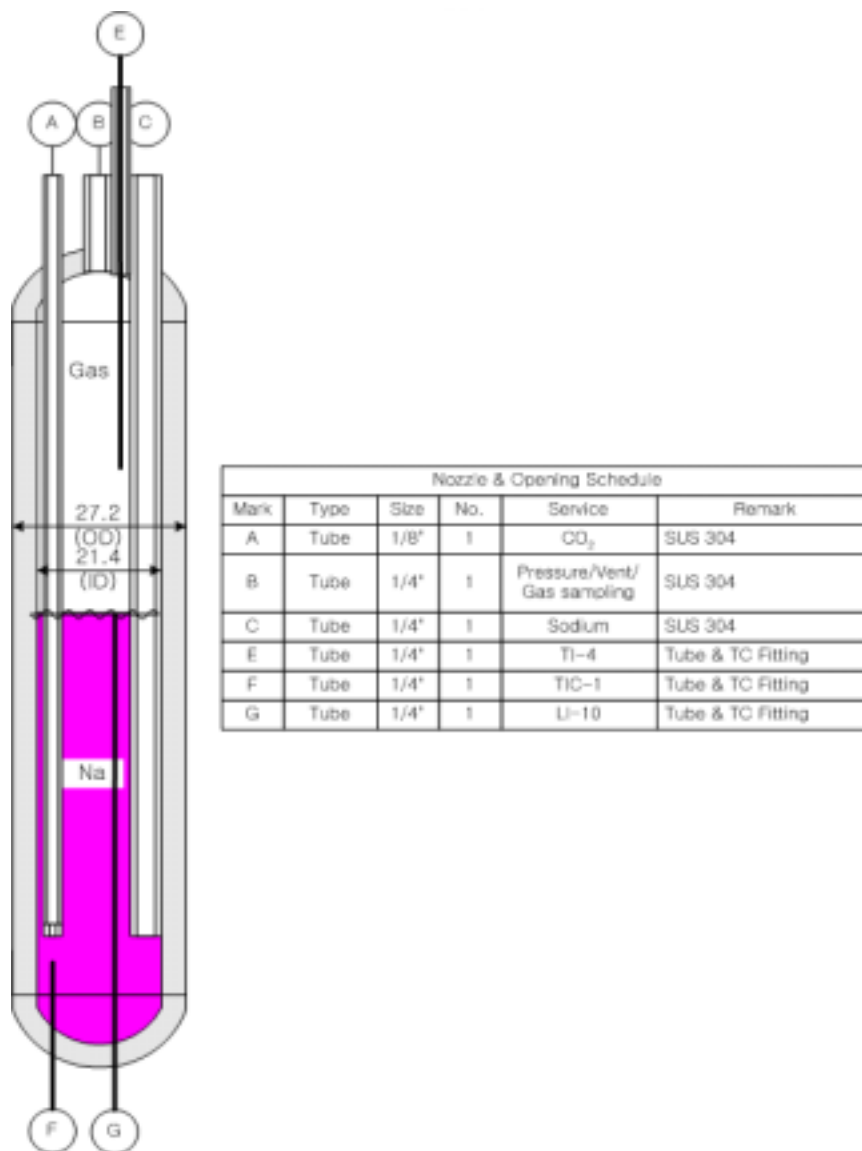 E
A B C
Gas
27.2
(OD)
21.4
(ID)
Na
F G
Nozzle & Opening Schedule
Mark Type Size No. Service Remark
A Tube 1/8" 1 CO₂ SUS 304
B Tube 1/4" 1 Pressure/Vent/
Gas sampling SUS 304
C Tube 1/4" 1 Sodium SUS 304
E Tube 1/4" 1 TI-4 Tube & TC Fitting
F Tube 1/4" 1 TIC-1 Tube & TC Fitting
G Tube 1/4" 1 LI-10 Tube & TC Fitting